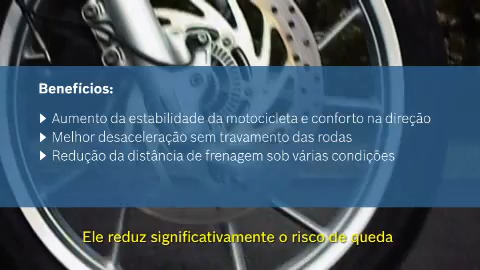 Benefícios:
Aumento da estabilidade da motocicleta e conforto na direção
Melhor desaceleração sem travamento das rodas
Redução da distância de frenagem sob várias condições
Ele reduz significativamente o risco de queda